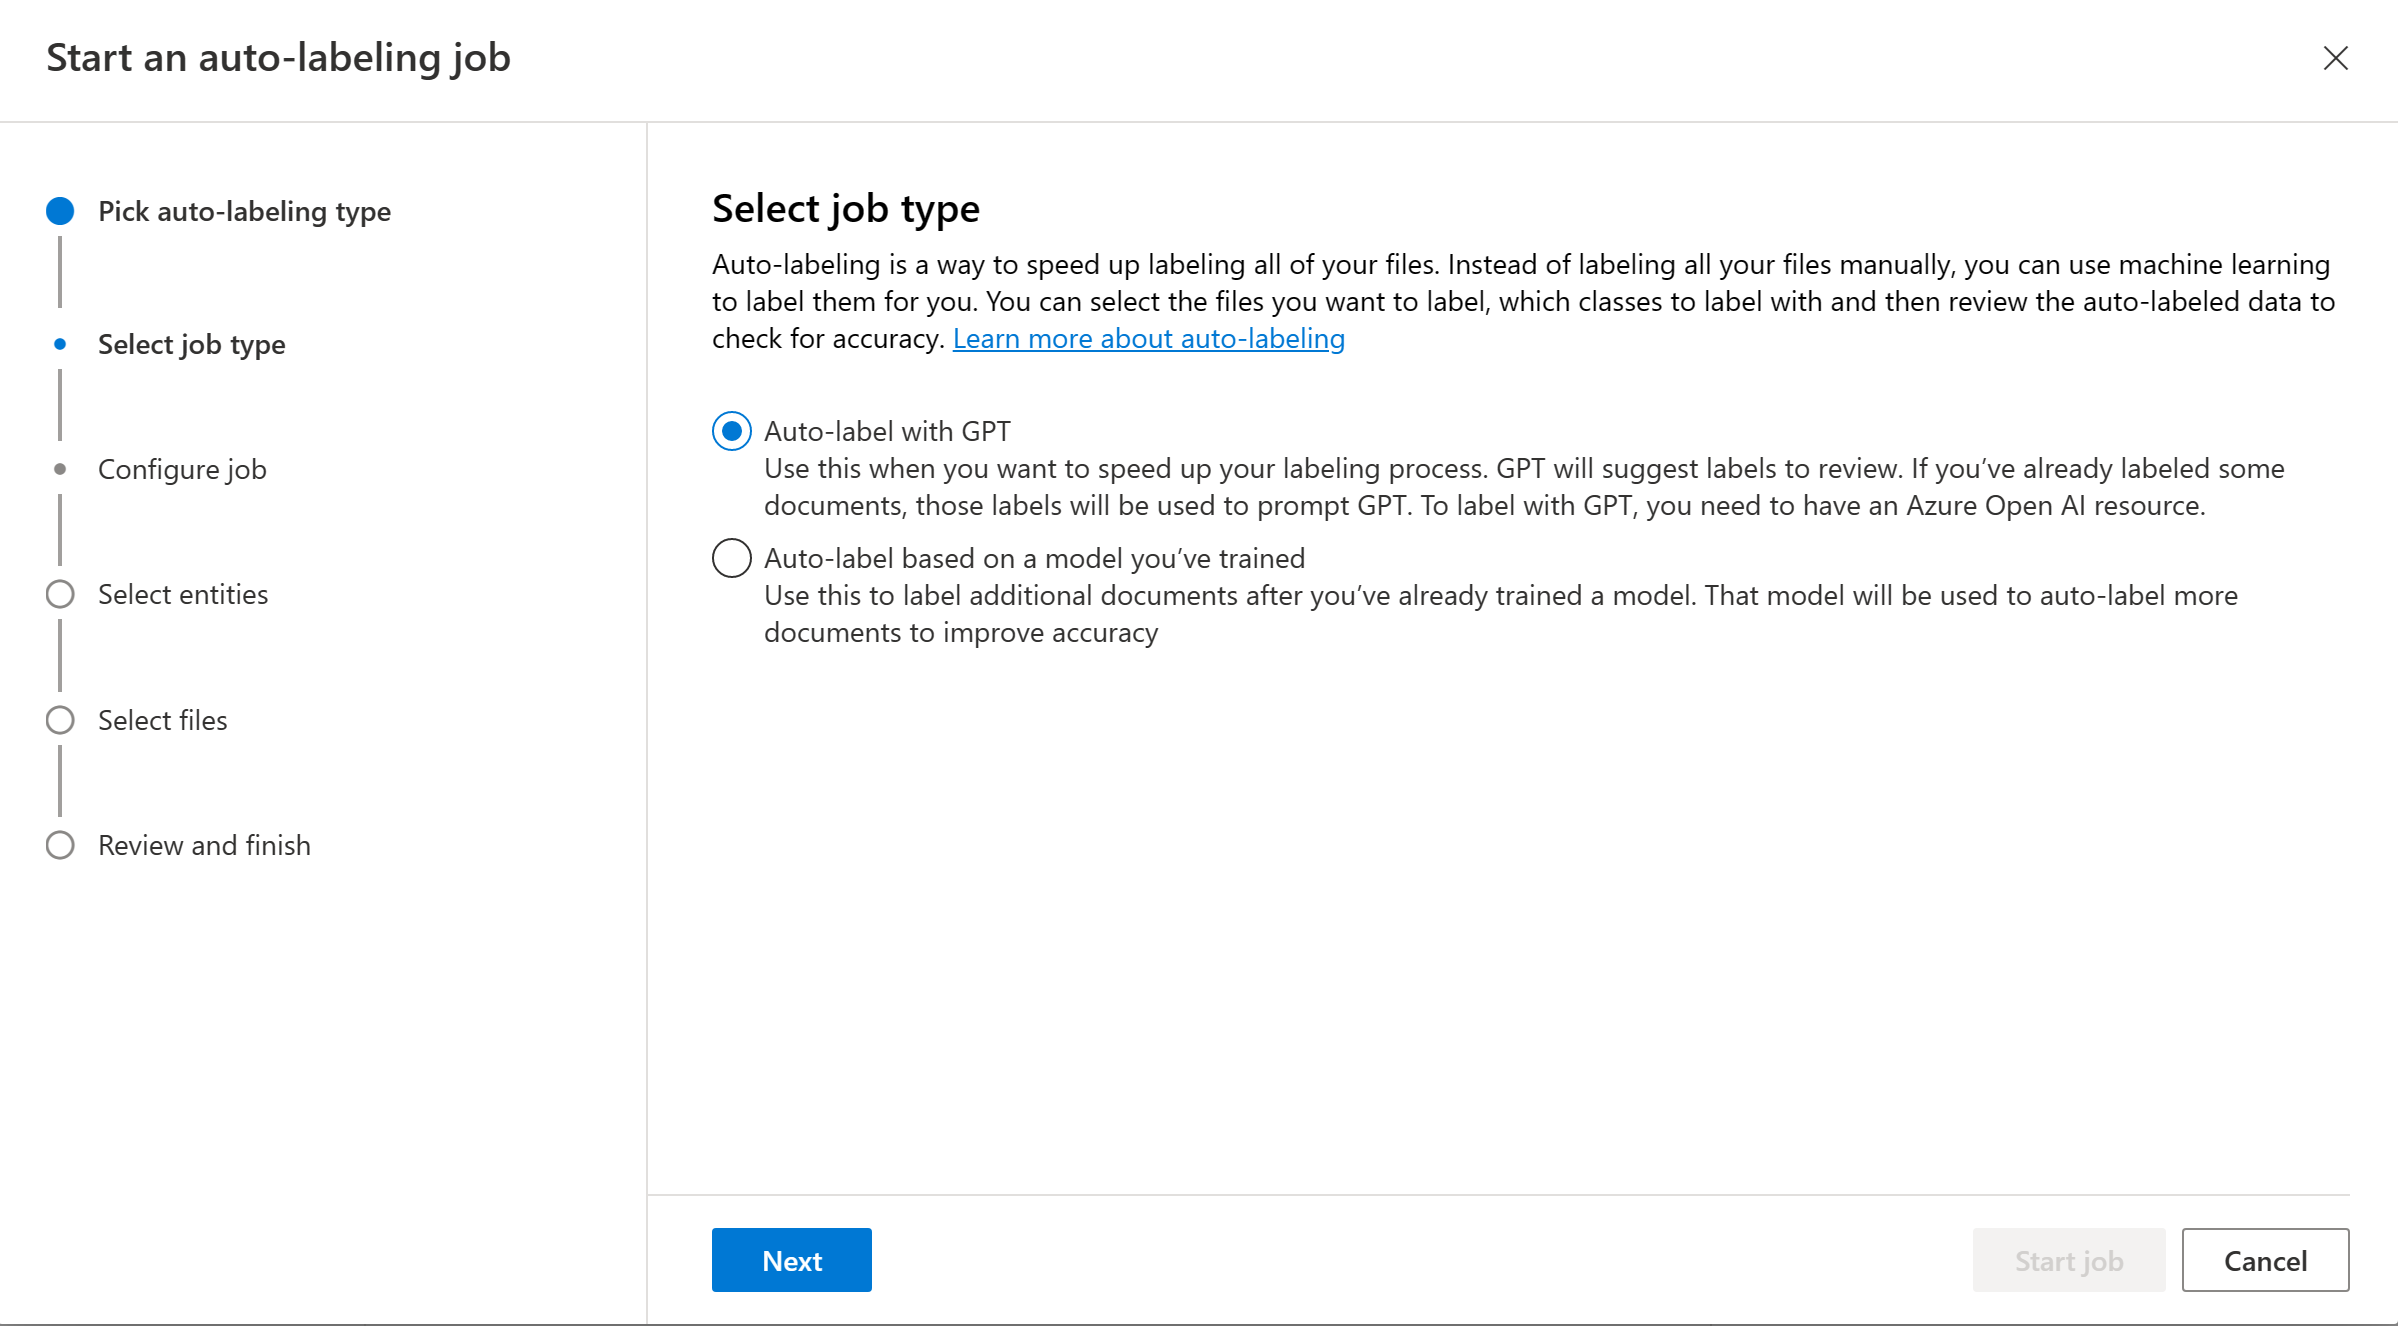 Start an auto-labeling job
Pick auto-labeling type
Select job type
Configure job
Select entities
Select files
Review and finish
Select job type
Auto-labeling is a way to speed up labeling all of your files. Instead of labeling all your files manually, you can use machine learning
to label them for you. You can select the files you want to label, which classes to label with and then review the auto-labeled data to
check for accuracy. Learn more about auto-labeling
Auto-label with GPT
Use this when you want to speed up your labeling process. GPT will suggest labels to review. If you’ve already labeled some
documents, those labels will be used to prompt GPT. To label with GPT, you need to have an Azure Open AI resource.
Auto-label based on a model you’ve trained
Use this to label additional documents after you’ve already trained a model. That model will be used to auto-label more
documents to improve accuracy
Next
Start job
Cancel